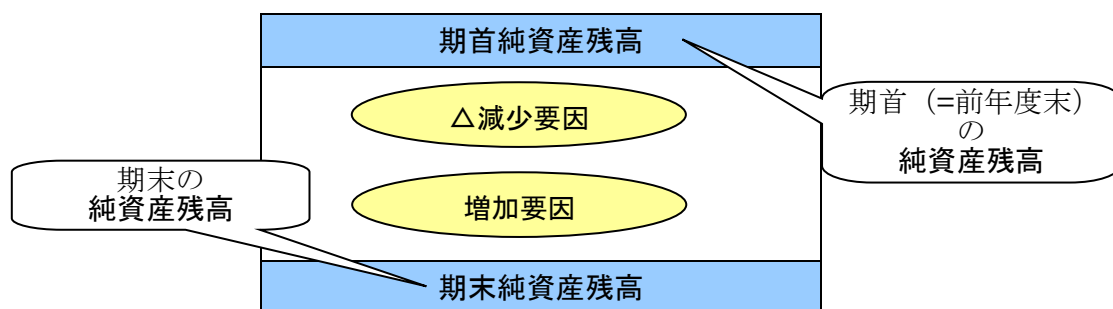 期首純資産残高
△減少要因
期首（=前年度末）
の
純資産残高
期末の
純資産残高
増加要因
期末純資産残高